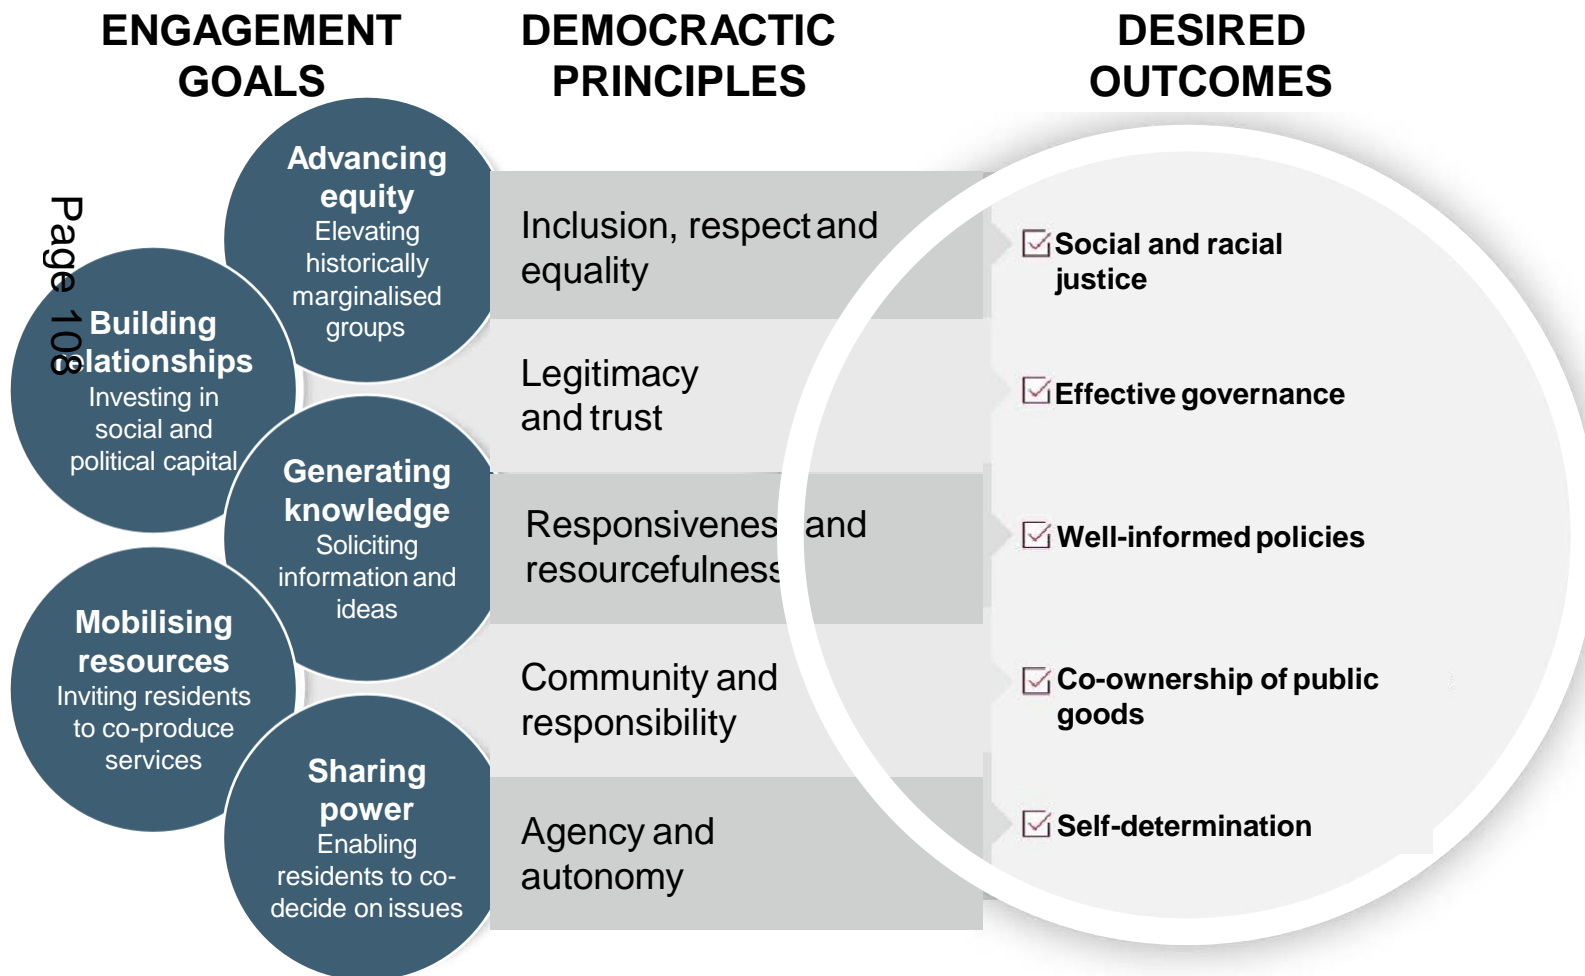 ENGAGEMENT
GOALS
DEMOCRACTIC
PRINCIPLES
DESIRED
OUTCOMES
Page 108
Advancing
equity
Elevating
historically
marginalised
groups
Building
relationships
Investing in
social and
political capital
Generating
knowledge
Soliciting
information and
ideas
Mobilising
resources
Inviting residents
to co-produce
services
Sharing
power
Enabling
residents to co-
decide on issues
Inclusion, respect and
equality
Legitimacy
and trust
Responsiveness and
resourcefulness
Community and
responsibility
Agency and
autonomy
Social and racial
justice
Effective governance
Well-informed policies
Co-ownership of public
goods
Self-determination